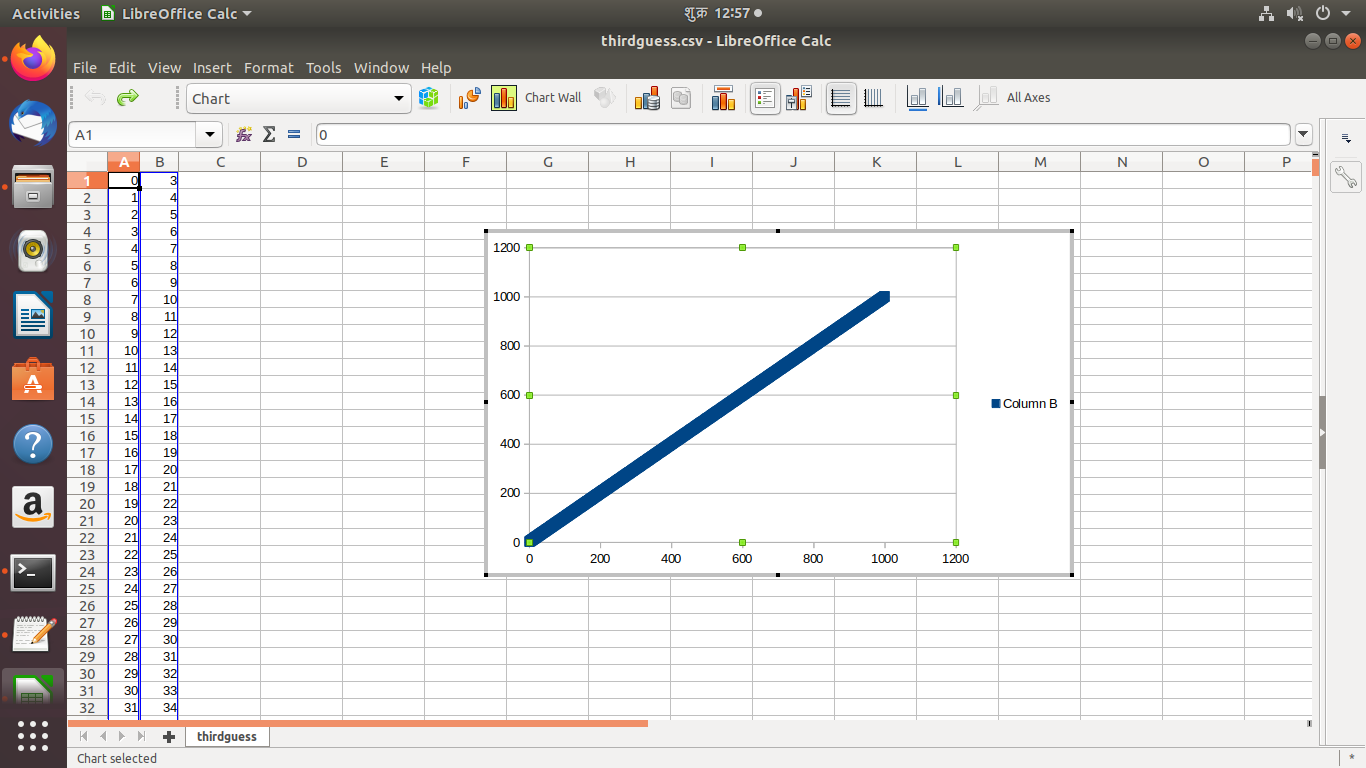 Activities LibreOffice Calc शुक्र 12:57
thirdguess.csv - LibreOffice Calc
File Edit View Insert Format Tools Window Help
Chart Chart Wall All Axes
A1 fx Σ = 0
A B C D E F G H I J K L M N O P
1 0 3
2 1 4
3 2 5
4 3 6
5 4 7
6 5 8
7 6 9
8 7 10
9 8 11
10 9 12
11 10 13
12 11 14
13 12 15
14 13 16
15 14 17
16 15 18
17 16 19
18 17 20
19 18 21
20 19 22
21 20 23
22 21 24
23 22 25
24 23 26
25 24 27
26 25 28
27 26 29
28 27 30
29 28 31
30 29 32
31 30 33
32 31 34
1200
1000
800
600
400
200
0
0 200 400 600 800 1000 1200
Column B
thirdguess
Chart selected *